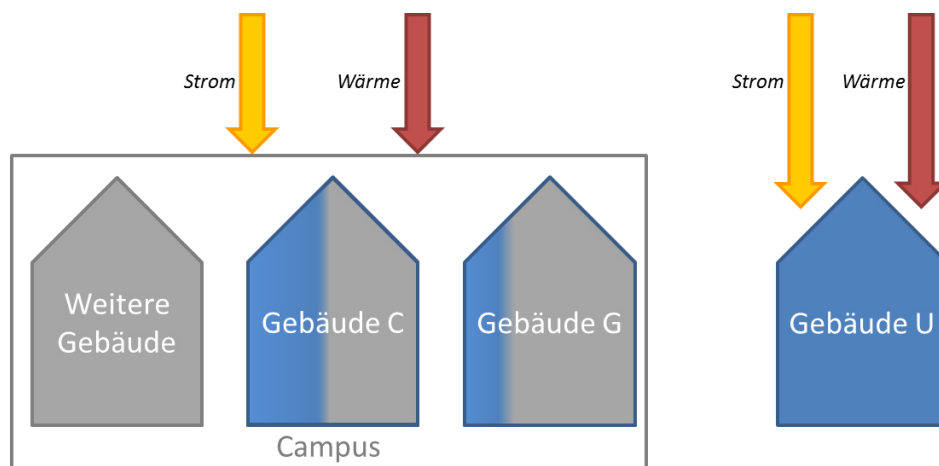 Strom
Wärme
Strom
Wärme
Weitere
Gebäude
Gebäude C
Gebäude G
Gebäude U
Campus